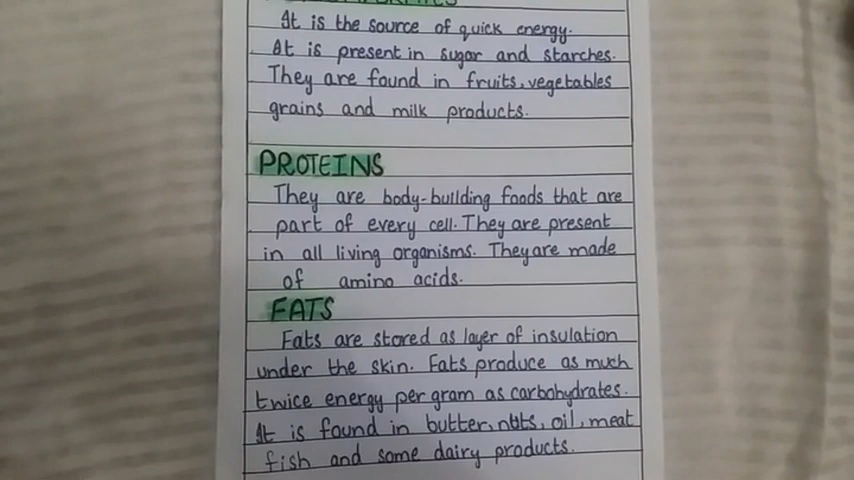 It is the source of quick energy.
It is present in sugar and starches.
They are found in fruits, vegetables
grains and milk products.
PROTEINS
They are body-building foods that are
part of every cell. They are present
in all living organisms. They are made
of amino acids.
FATS
Fats are stored as layer of insulation
under the skin. Fats produce as much
twice energy per gram as carbohydrates.
It is found in butter, nuts, oil, meat
fish and some dairy products.